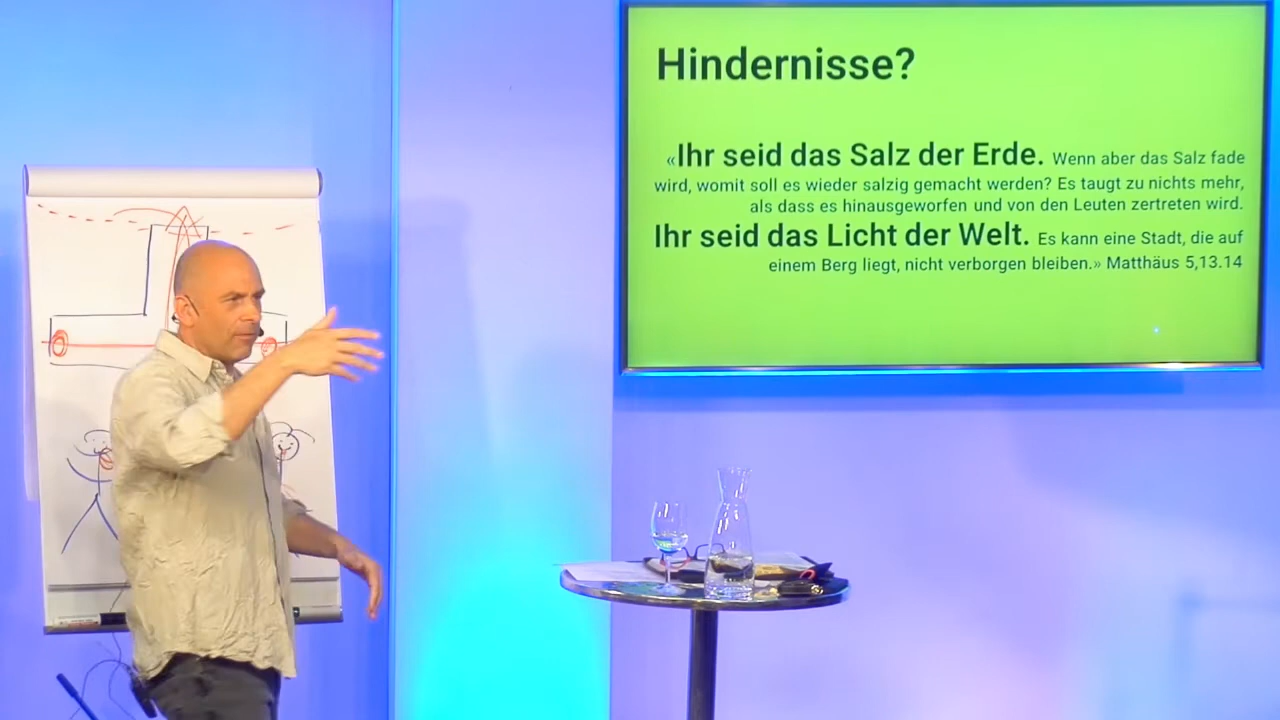 Hindernisse?
«Ihr seid das Salz der Erde. Wenn aber das Salz fade
wird, womit soll es wieder salzig gemacht werden? Es taugt zu nichts mehr,
als dass es hinausgeworfen und von den Leuten zertreten wird.
Ihr seid das Licht der Welt. Es kann eine Stadt, die auf
einem Berg liegt, nicht verborgen bleiben.» Matthäus 5,13.14